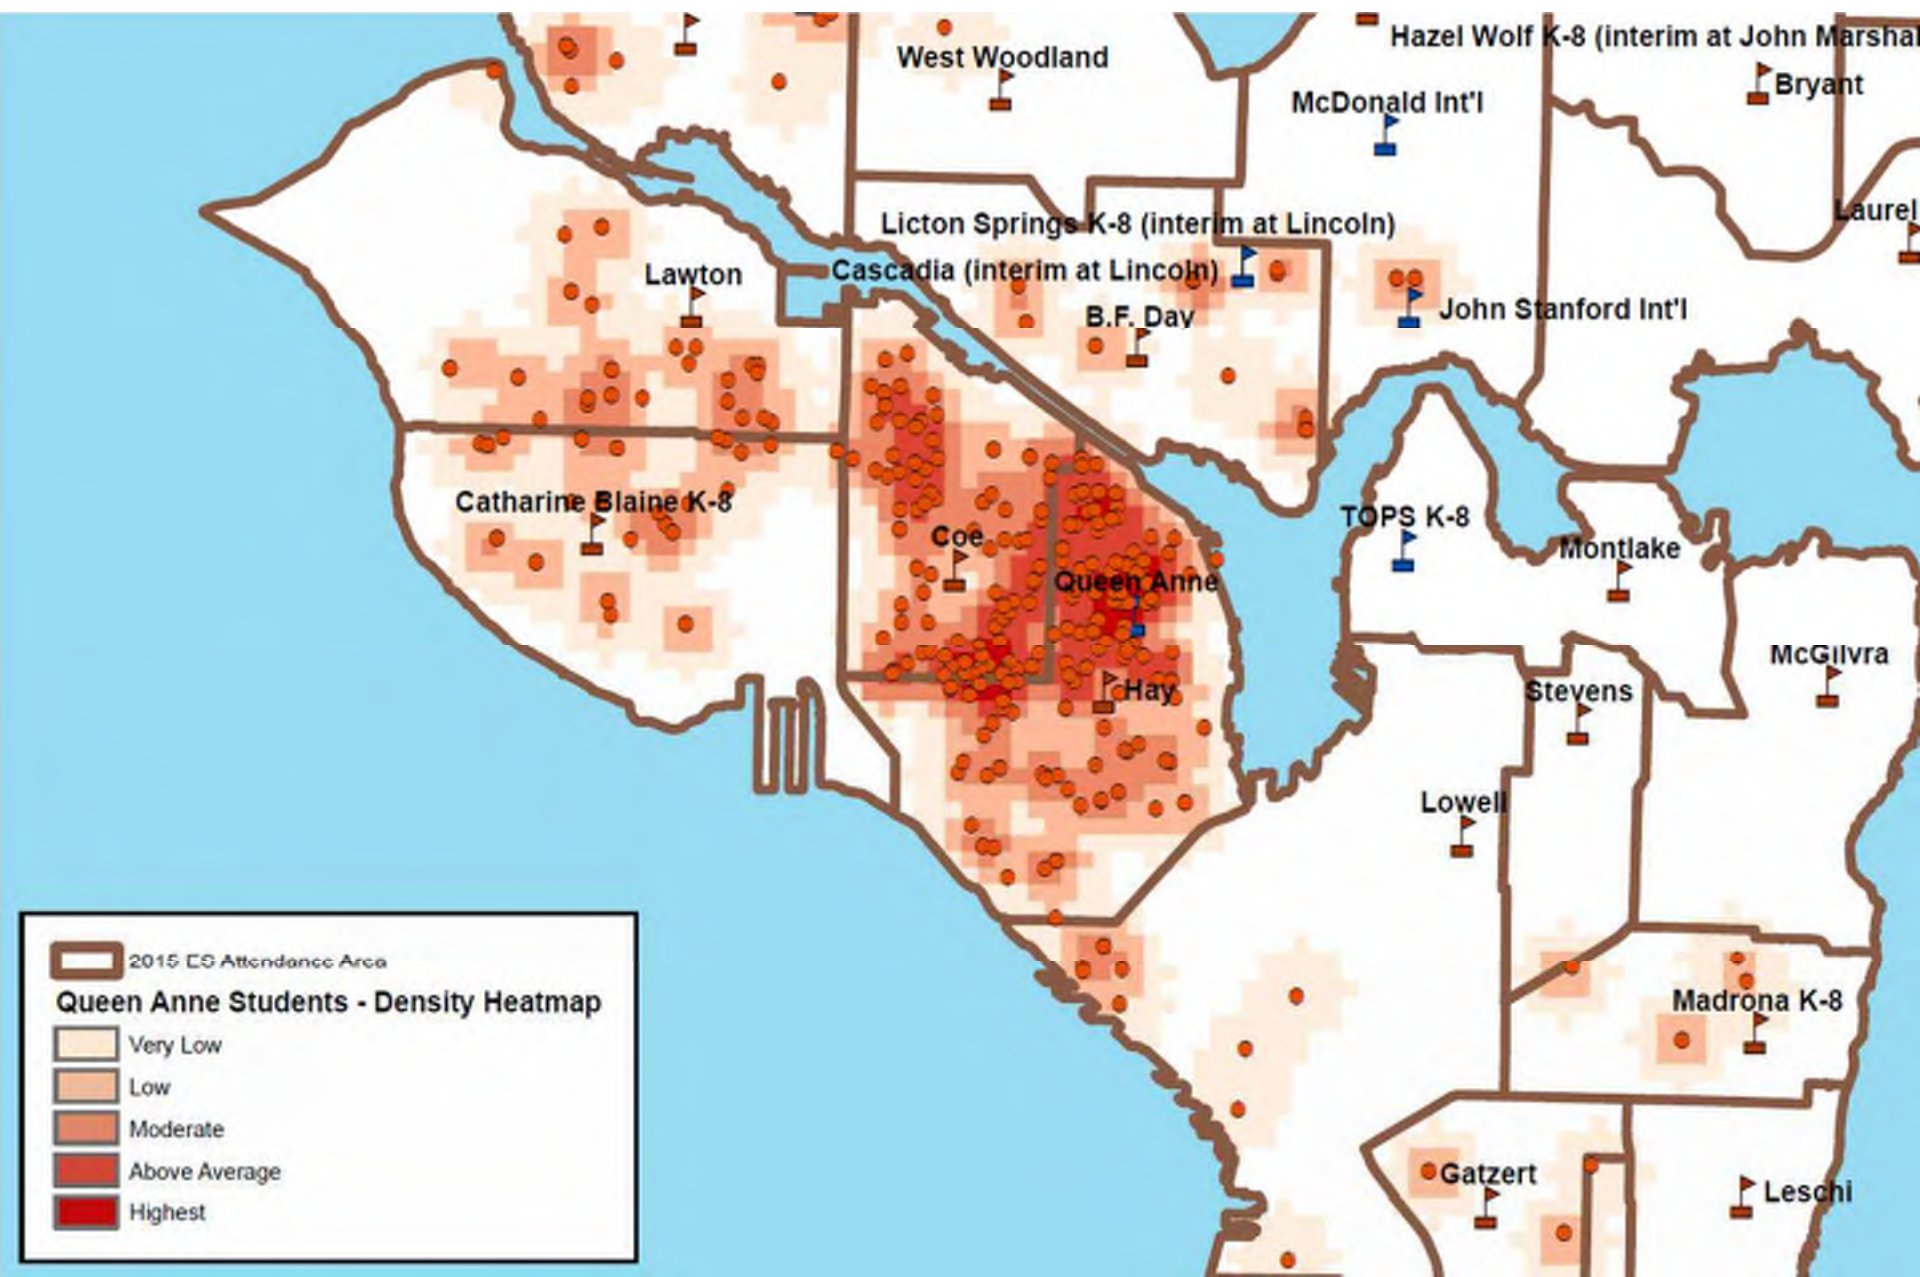 Hazel Wolf K-8 (interim at John Marshal
West Woodland
Bryant
McDonald Int'l
Laurel
Licton Springs K-8 (interim at Lincoln)
Cascadia (interim at Lincoln)
Lawton
John Stanford Int'l
B.F. Day
Catharine Blaine K-8
TOPS K-8
Coe
Montlake
Queen Anne
McGilvra
Hay
Stevens
Lowell
2015 ES Attendance Area
Queen Anne Students - Density Heatmap
Madrona K-8
Very Low
Low
Moderate
Above Average
Gatzert
Leschi
Highest